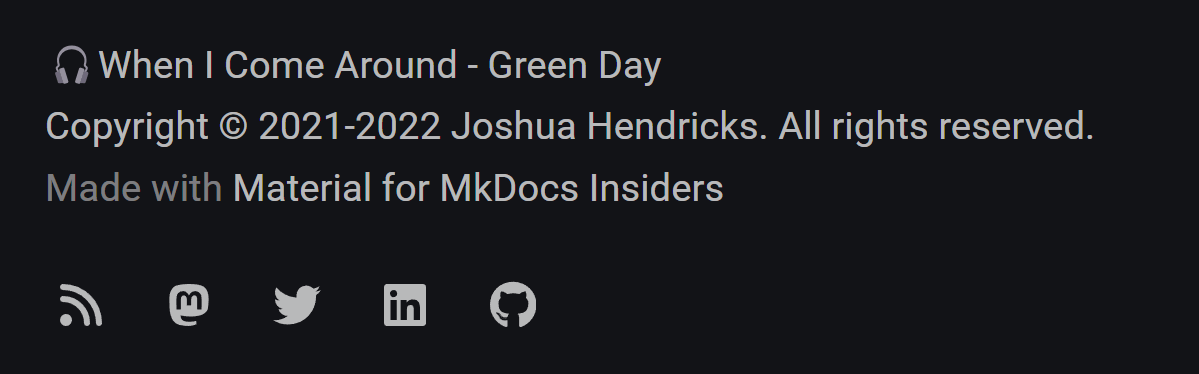 🎧 When I Come Around - Green Day
Copyright © 2021-2022 Joshua Hendricks. All rights reserved.
Made with Material for MkDocs Insiders